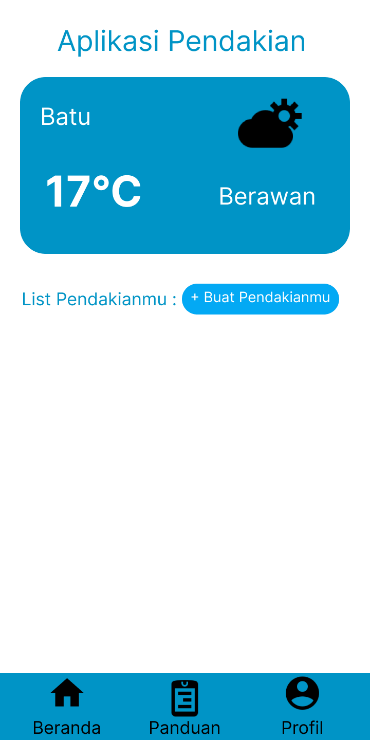 Aplikasi Pendakian
Batu
17°C
Berawan
List Pendakianmu : + Buat Pendakianmu
Beranda Panduan Profil